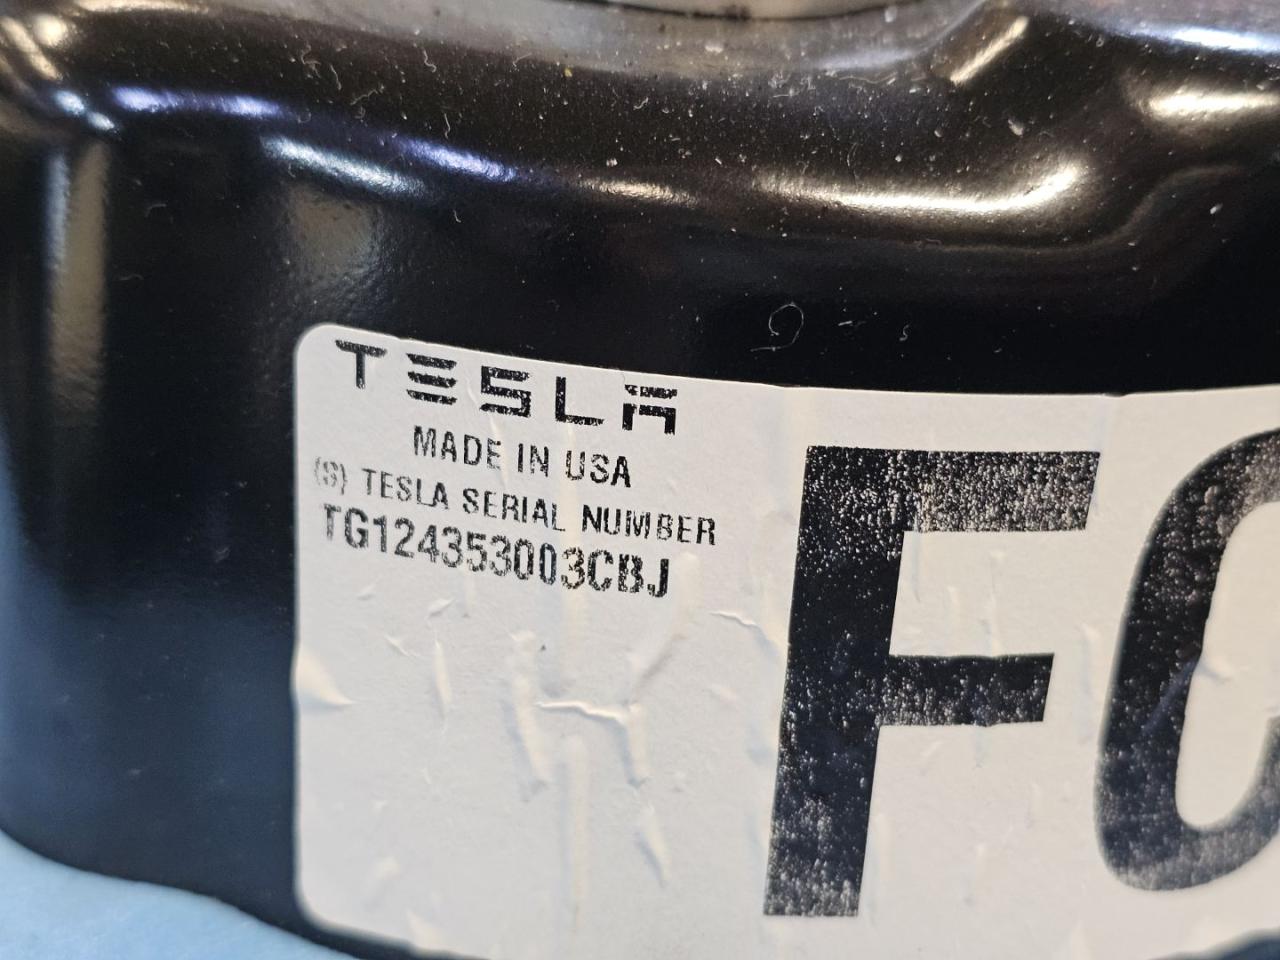 TESLA
MADE IN USA
(S) TESLA SERIAL NUMBER
TG124353003CBJ